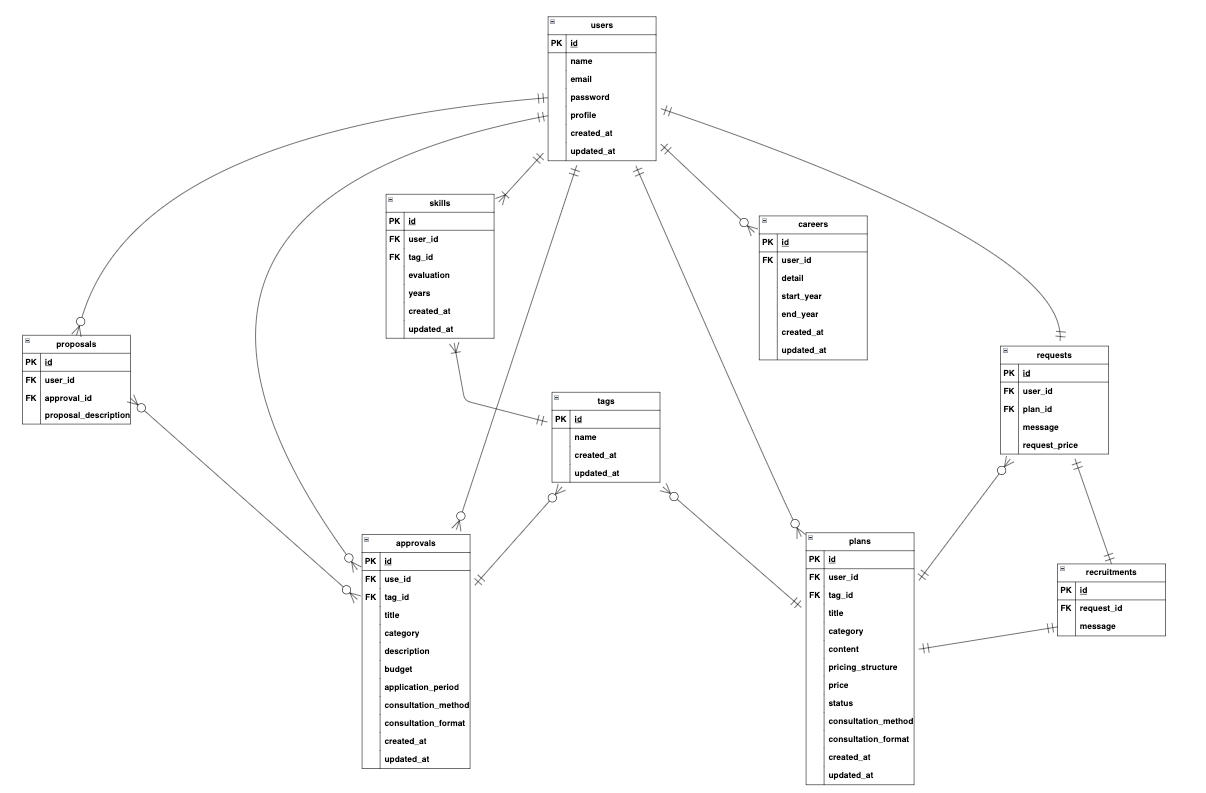 users
PK id
name
email
password
profile
created_at
updated_at
skills
PK id
FK user_id
FK tag_id
evaluation
years
created_at
updated_at
careers
PK id
FK user_id
detail
start_year
end_year
created_at
updated_at
proposals
PK id
FK user_id
FK approval_id
proposal_description
requests
PK id
FK user_id
FK plan_id
message
request_price
tags
PK id
name
created_at
updated_at
approvals
PK id
FK use_id
FK tag_id
title
category
description
budget
application_period
consultation_method
consultation_format
created_at
updated_at
plans
PK id
FK user_id
FK tag_id
title
category
content
pricing_structure
price
status
consultation_method
consultation_format
created_at
updated_at
recruitments
PK id
FK request_id
message